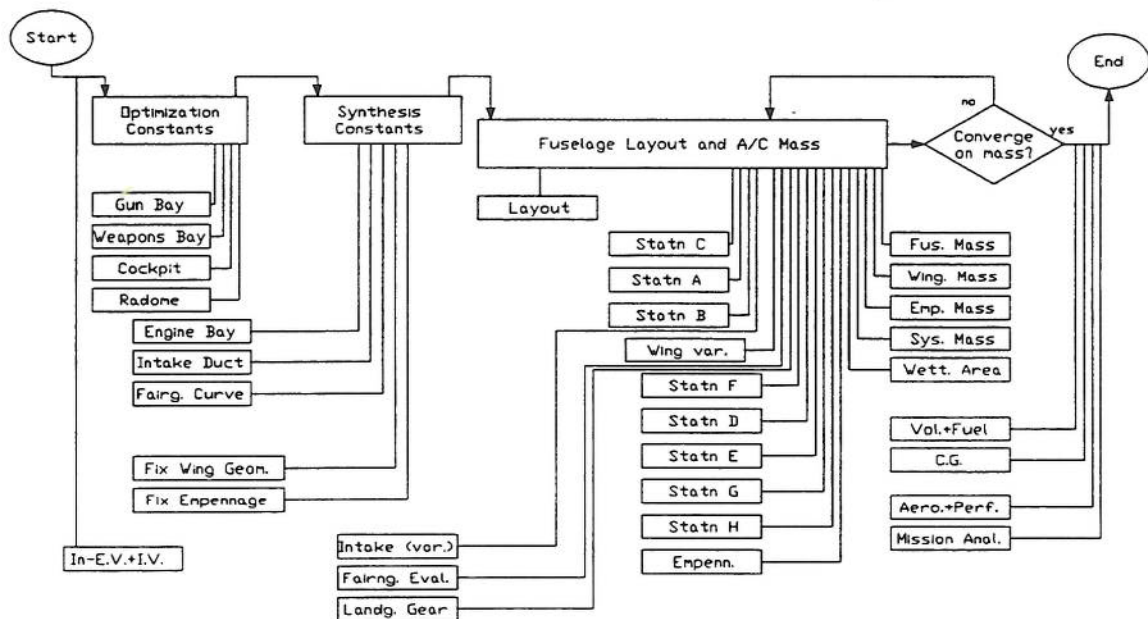 Start
End
Optimization
Constants
Synthesis
Constants
Fuselage Layout and A/C Mass
no
Converge
on mass?
yes
Gun Bay
Weapons Bay
Cockpit
Radome
Engine Bay
Intake Duct
Fairg. Curve
Fix Wing Geom.
Fix Empennage
In-E.V.+I.V.
Layout
Statn C
Statn A
Statn B
Wing var.
Statn F
Statn D
Statn E
Statn G
Statn H
Empenn.
Intake (var.)
Fairng. Eval.
Landg. Gear
Fus. Mass
Wing. Mass
Emp. Mass
Sys. Mass
Wett. Area
Vol.+Fuel
C.G.
Aero.+Perf.
Mission Anal.